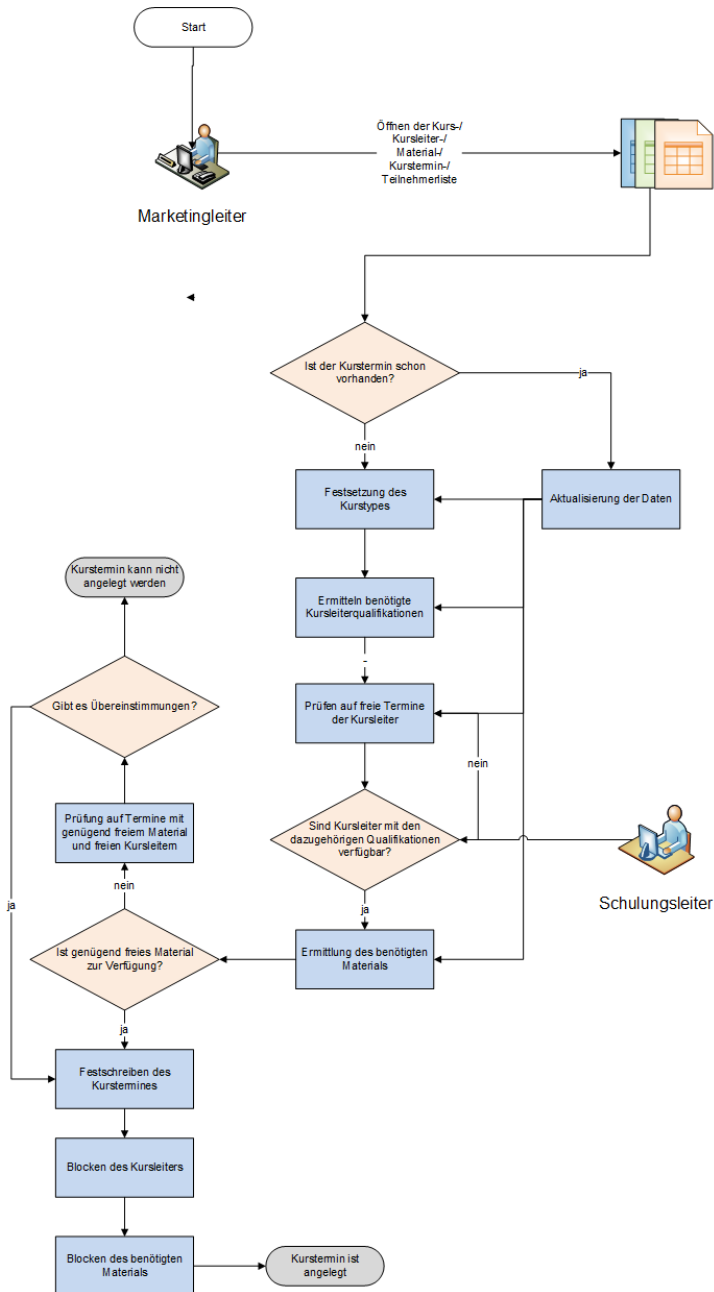 Start
Öffnen der Kurs-/
Kursleiter-/
Material-/
Kurstermin-/
Teilnehmerliste
Marketingleiter
Ist der Kurstermin schon
vorhanden?
ja
nein
Festsetzung des
Kurstypes
Aktualisierung der Daten
Kurstermin kann nicht
angelegt werden
Ermitteln benötigte
Kursleiterqualifikationen
-
Gibt es Übereinstimmungen?
Prüfen auf freie Termine
der Kursleiter
nein
Prüfung auf Termine mit
genügend freiem Material
und freien Kursleitern
Sind Kursleiter mit den
dazugehörigen Qualifikationen
verfügbar?
Schulungsleiter
nein
ja
ja
Ist genügend freies Material
zur Verfügung?
Ermittlung des benötigten
Materials
ja
Festschreiben des
Kurstermines
Blocken des Kursleiters
Blocken des benötigten
Materials
Kurstermin ist
angelegt